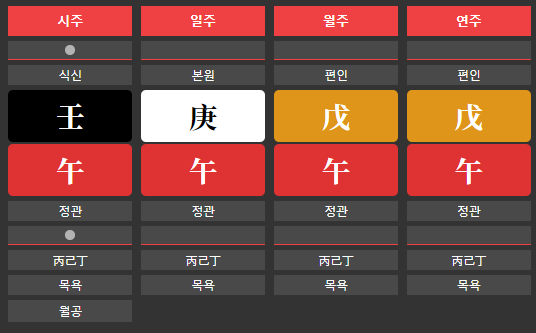 시주 일주 월주 연주
식신 본원 편인 편인
壬 庚 戊 戊
午 午 午 午
정관 정관 정관 정관
丙己丁 丙己丁 丙己丁 丙己丁
목욕 목욕 목욕 목욕
월공